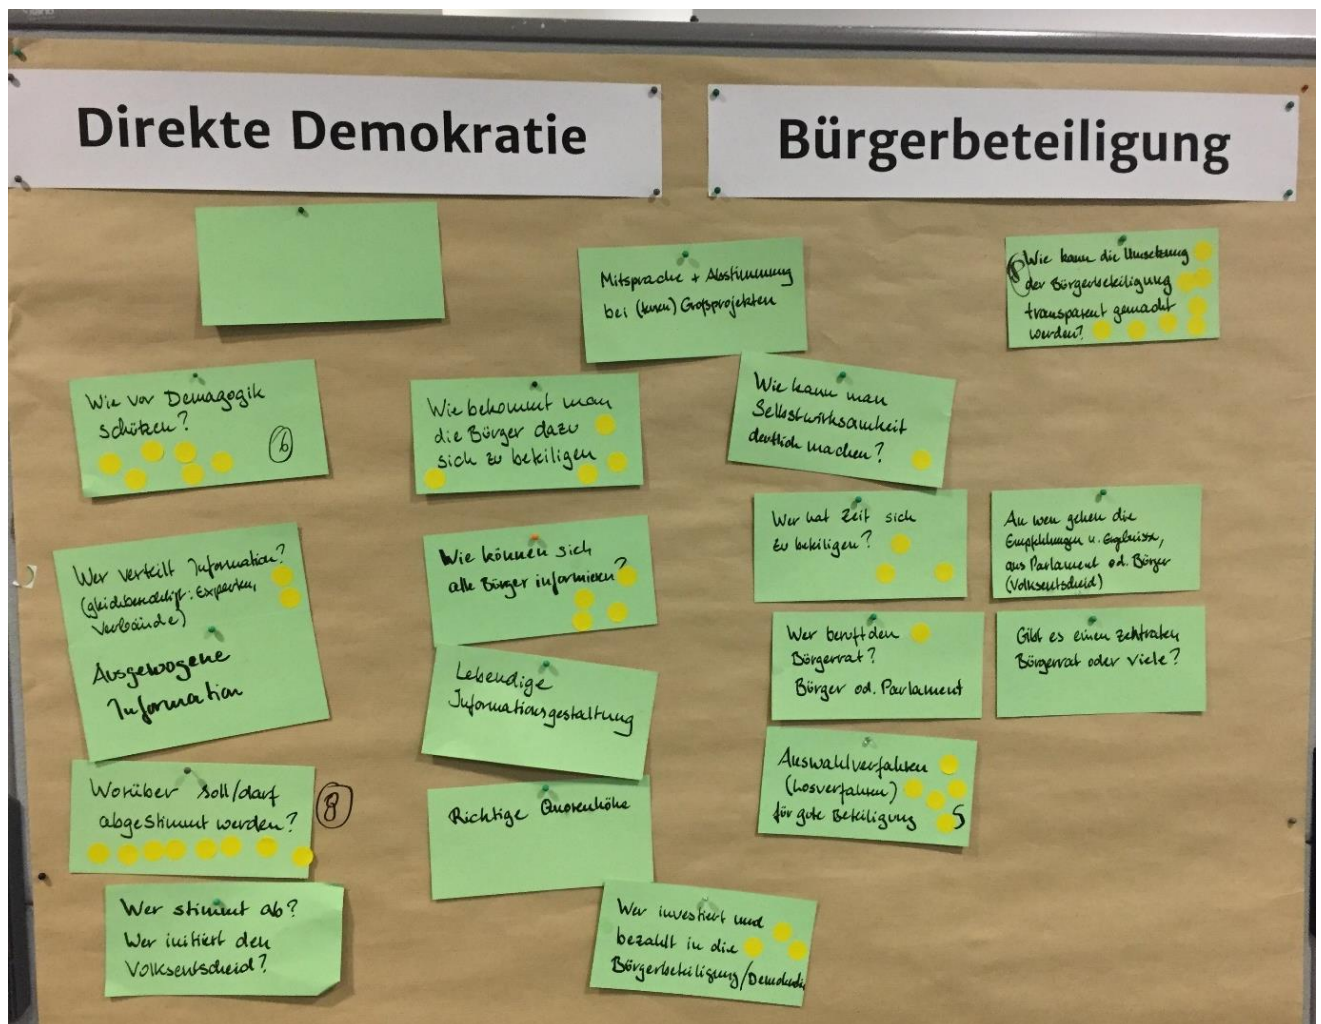 Direkte Demokratie
Bürgerbeteiligung
Mitsprache + Abstimmung
bei Großprojekten
Wie kann die Umsetzung
der Bürgerbeteiligung
transparent gemacht
werden?
Wie vor Demagogik
schützen?
6
Wie bekommt man
die Bürger dazu
sich zu beteiligen
Wie kann man
Selbstwirksamkeit
deutlich machen?
Wer verteilt Information?
(gleichberechtigt: Experten,
Verbände)
Ausgewogene
Information
Wie können sich
alle Bürger informieren?
Lebendige
Informationsgestaltung
Richtige Quorenhöhe
Wer hat Zeit sich
zu beteiligen?
An wen gehen die
Empfehlungen u. Ergebnisse,
ans Parlament od. Bürger
(Volksentscheid)
Wer beruft den
Bürgerrat?
Bürger od. Parlament
Gibt es einen zentralen
Bürgerrat oder viele?
Auswahlverfahren
(Losverfahren)
für gute Beteiligung 5
Worüber soll/darf
abgestimmt werden?
8
Wer stimmt ab?
Wer initiiert den
Volksentscheid?
Wer investiert und
bezahlt in die
Bürgerbeteiligung/Demokratie